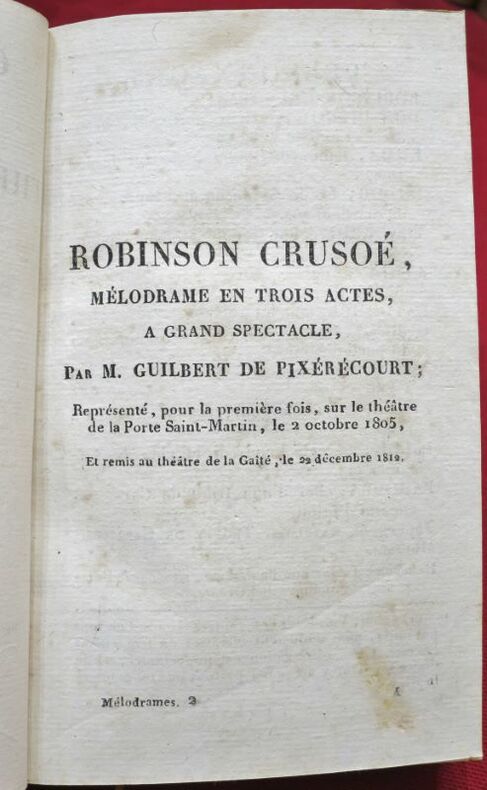 ROBINSON CRUSOÉ,
MÉLODRAME EN TROIS ACTES,
A GRAND SPECTACLE,
PAR M. GUILBERT DE PIXÉRÉCOURT;
Représenté, pour la première fois, sur le théâtre
de la Porte Saint-Martin, le 2 octobre 1805,
Et remis au théâtre de la Gaîté, le 22 décembre 1812.
Mélodrames. 2